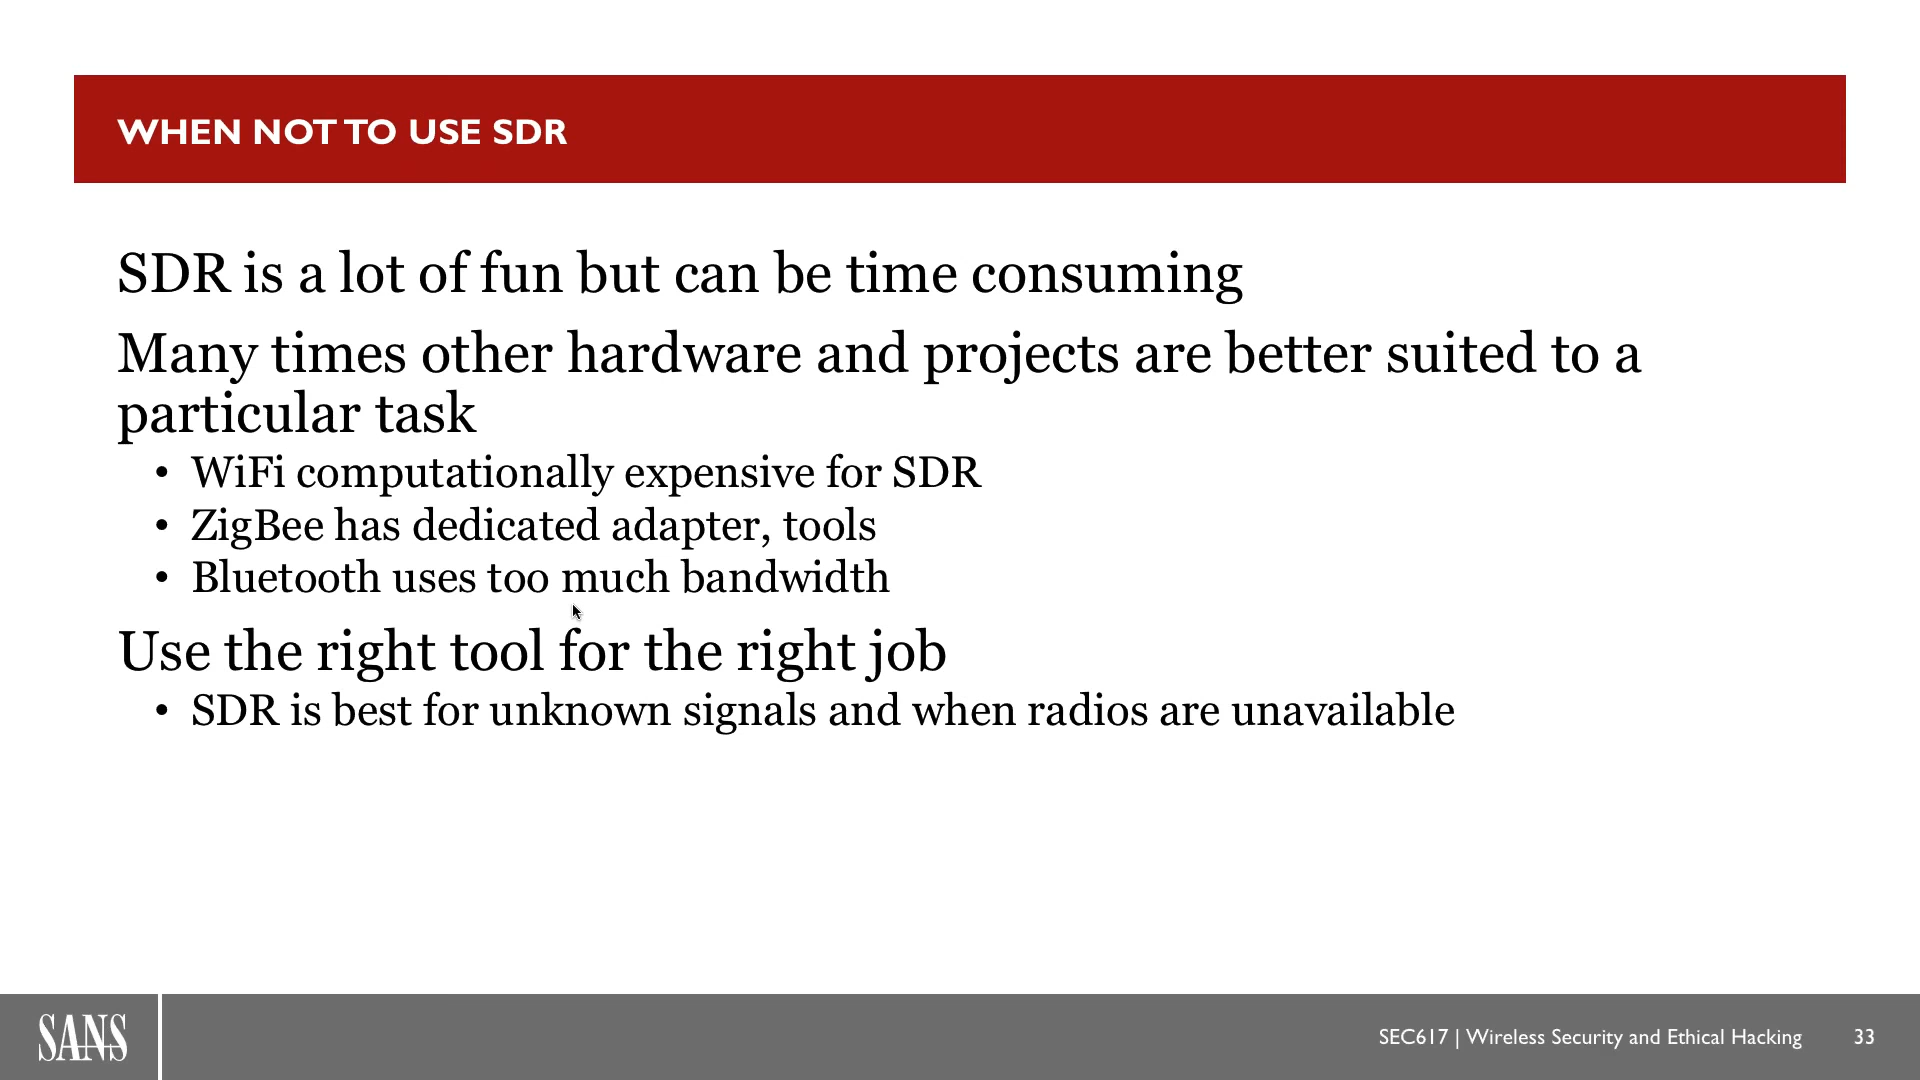 WHEN NOT TO USE SDR
SDR is a lot of fun but can be time consuming
Many times other hardware and projects are better suited to a
particular task
• WiFi computationally expensive for SDR
• ZigBee has dedicated adapter, tools
• Bluetooth uses too much bandwidth
Use the right tool for the right job
• SDR is best for unknown signals and when radios are unavailable
SANS
SEC617 | Wireless Security and Ethical Hacking
33